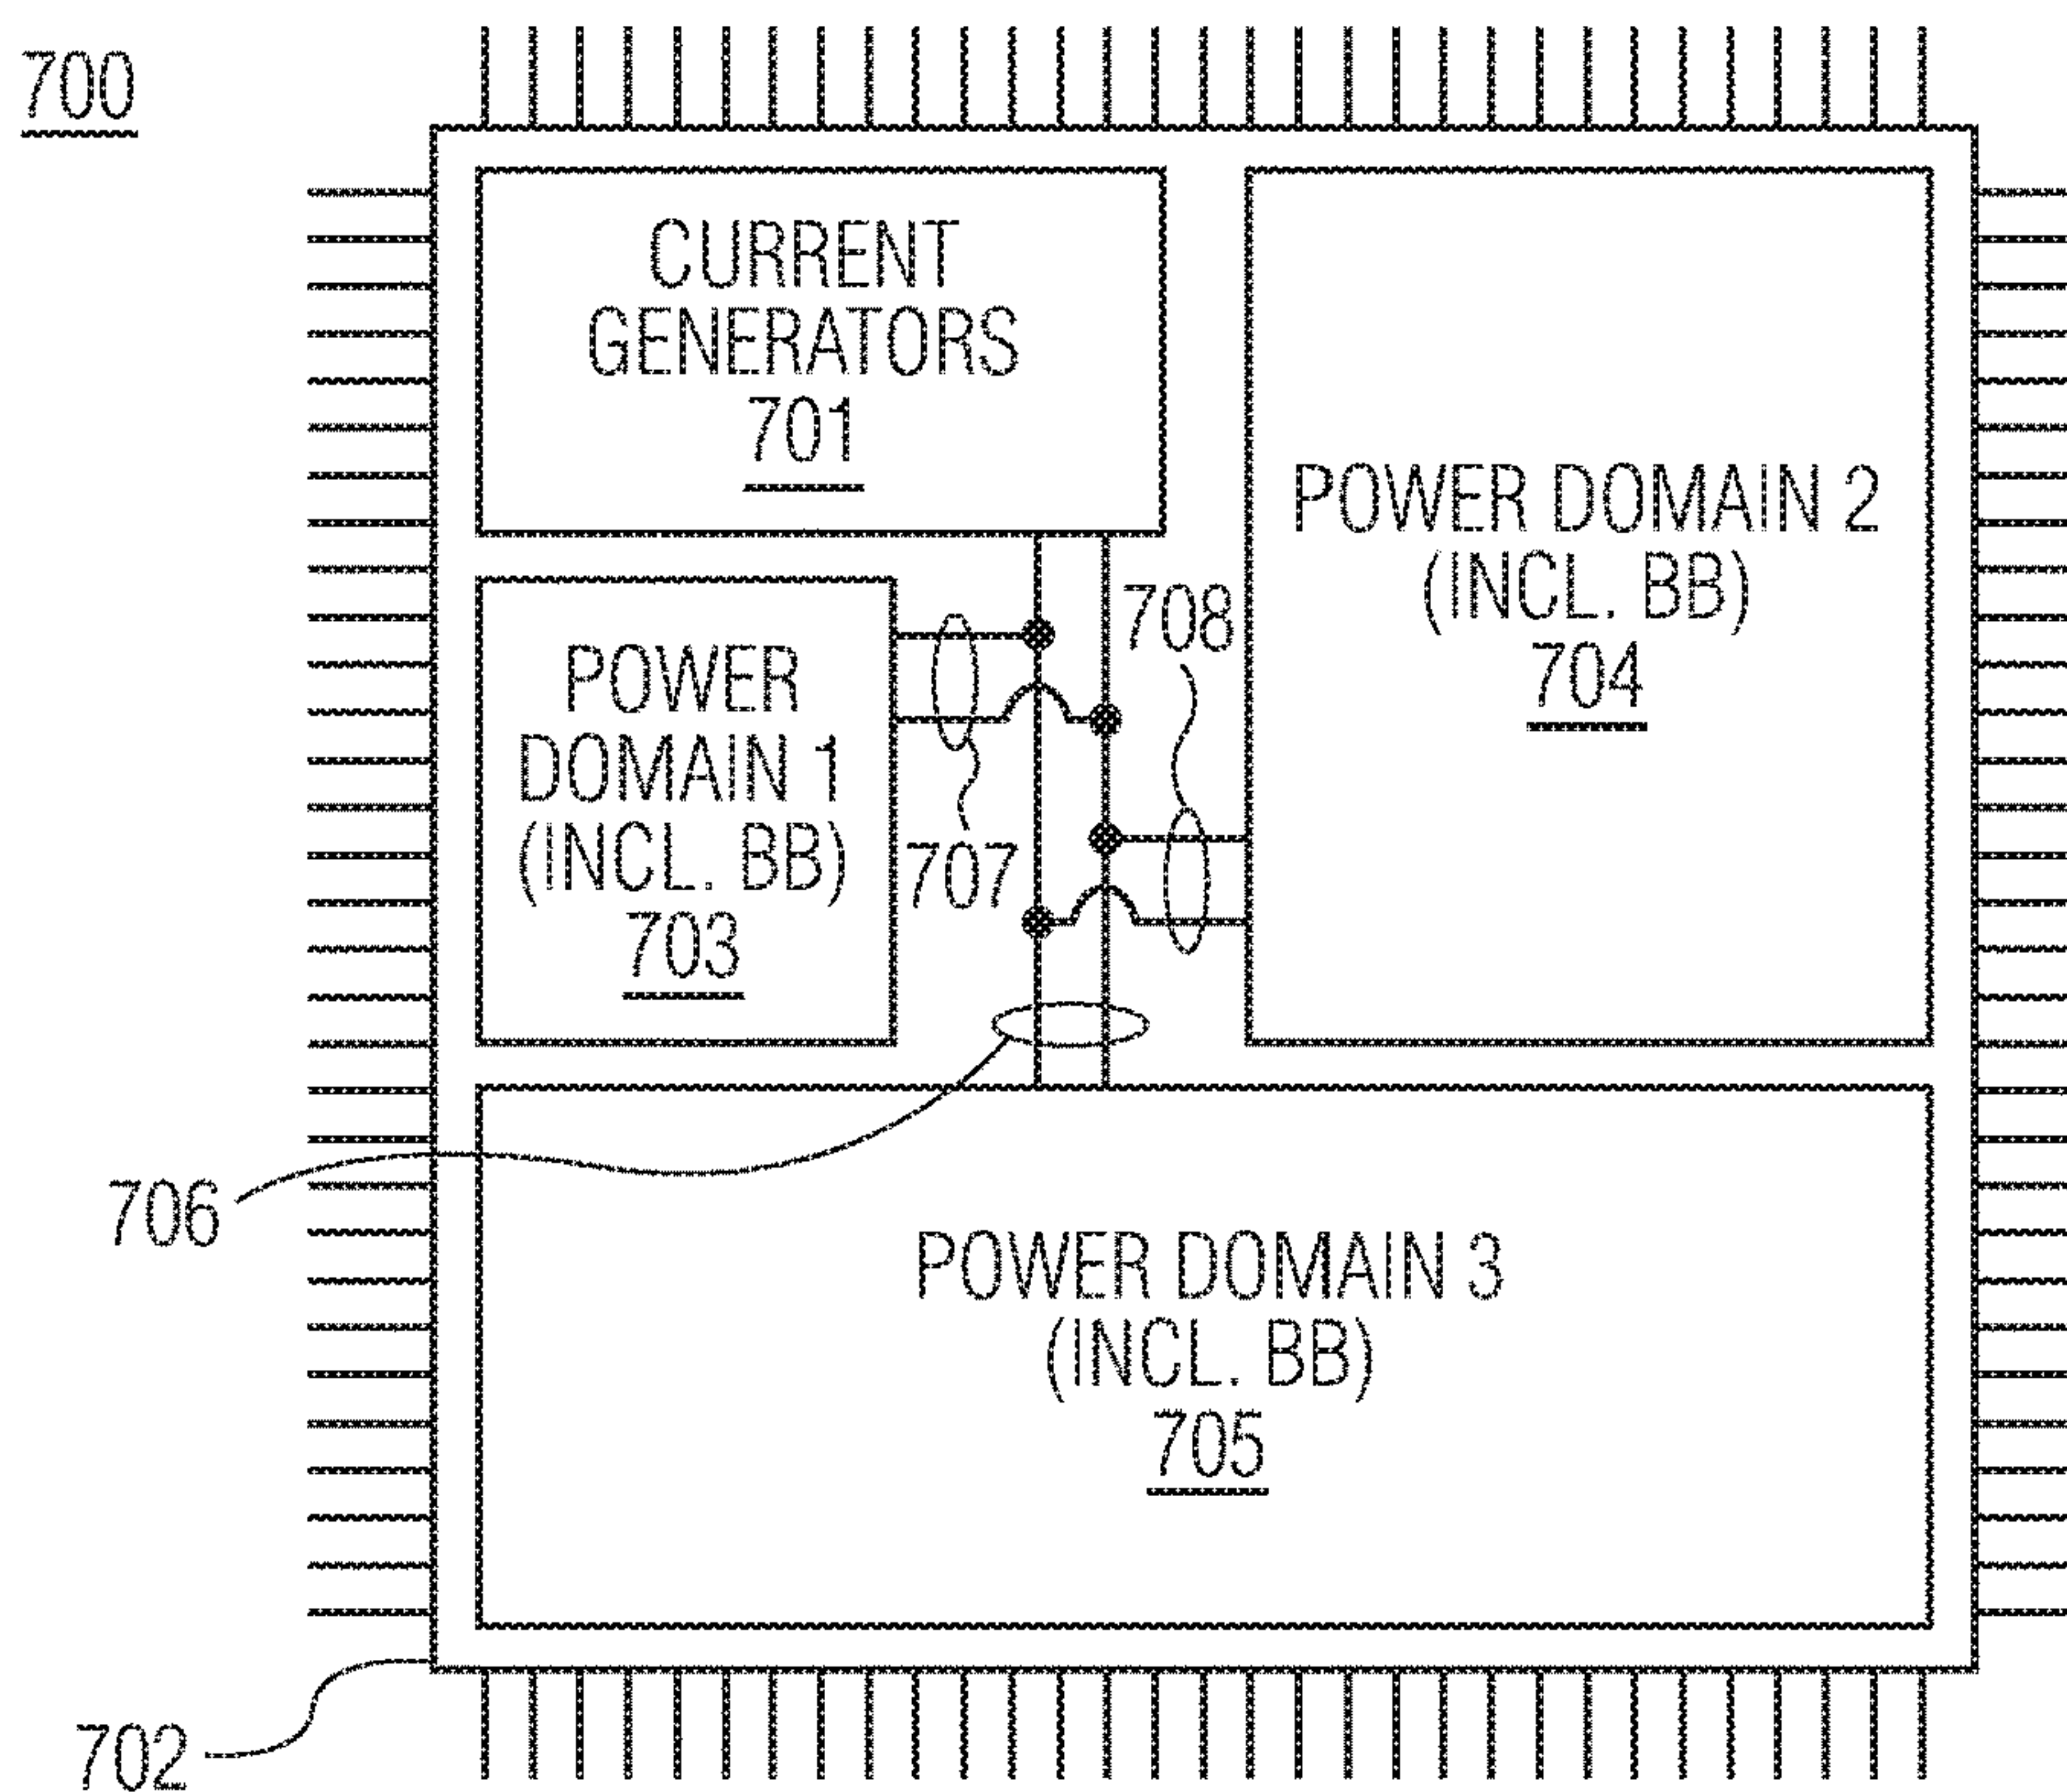 700
CURRENT
GENERATORS
701
POWER DOMAIN 2
(INCL. BB)
704
708
POWER
DOMAIN 1
(INCL. BB)
703
707
706
POWER DOMAIN 3
(INCL. BB)
705
702